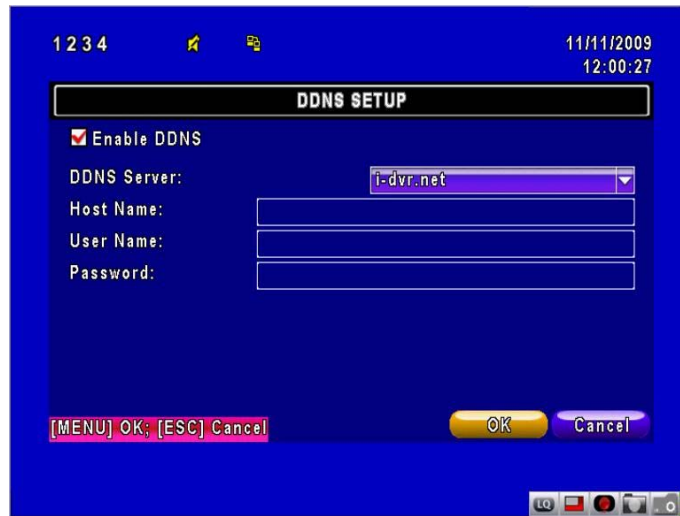 1234
11/11/2009
12:00:27
DDNS SETUP
Enable DDNS
DDNS Server: i-dvr.net
Host Name:
User Name:
Password:
[MENU] OK; [ESC] Cancel
OK Cancel
LQ